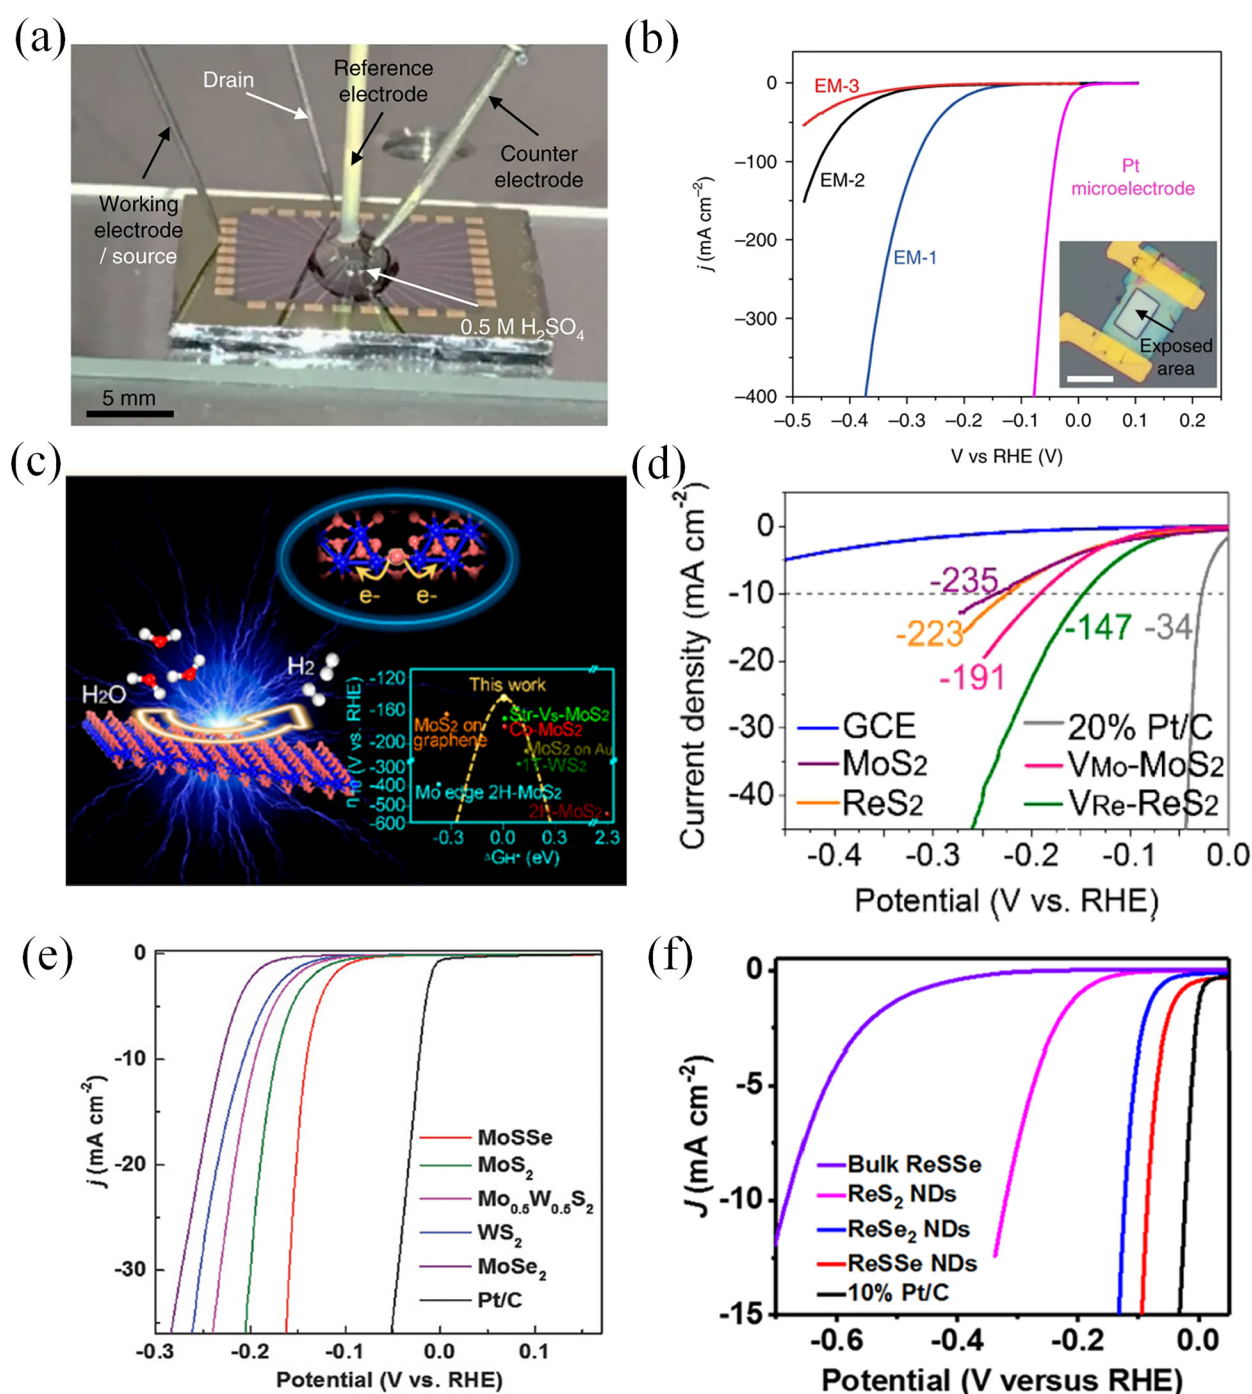 (a)
Drain
Reference
electrode
Counter
electrode
Working
electrode
/ source
0.5 M H₂SO₄
5 mm
(b)
EM-3
EM-2
EM-1
Pt
microelectrode
Exposed
area
0
–100
–200
–300
–400
j (mA cm⁻²)
–0.5 –0.4 –0.3 –0.2 –0.1 0.0 0.1 0.2
V vs RHE (V)
(c)
e- e-
H2O
H2
This work
MoS2 on
graphene
Str-Vs-MoS2
Co-MoS2
MoS2 on Au
1T-WS2
Mo edge 2H-MoS2
2H-MoS2
-120
-160
-200
-300
-400
-500
-600
η10 (V vs. RHE)
-0.3 0.0 0.3 2.3
ΔGH* (eV)
(d)
0
-10
-20
-30
-40
Current density (mA cm⁻²)
-235
-223
-191
-147
-34
GCE
MoS2
ReS2
20% Pt/C
VMo-MoS2
VRe-ReS2
-0.4 -0.3 -0.2 -0.1 0.0
Potential (V vs. RHE)
(e)
0
-10
-20
-30
j (mA cm⁻²)
MoSSe
MoS₂
Mo₀.₅W₀.₅S₂
WS₂
MoSe₂
Pt/C
-0.3 -0.2 -0.1 0.0 0.1
Potential (V vs. RHE)
(f)
0
-5
-10
-15
J (mA cm⁻²)
Bulk ReSSe
ReS₂ NDs
ReSe₂ NDs
ReSSe NDs
10% Pt/C
-0.6 -0.4 -0.2 0.0
Potential (V versus RHE)